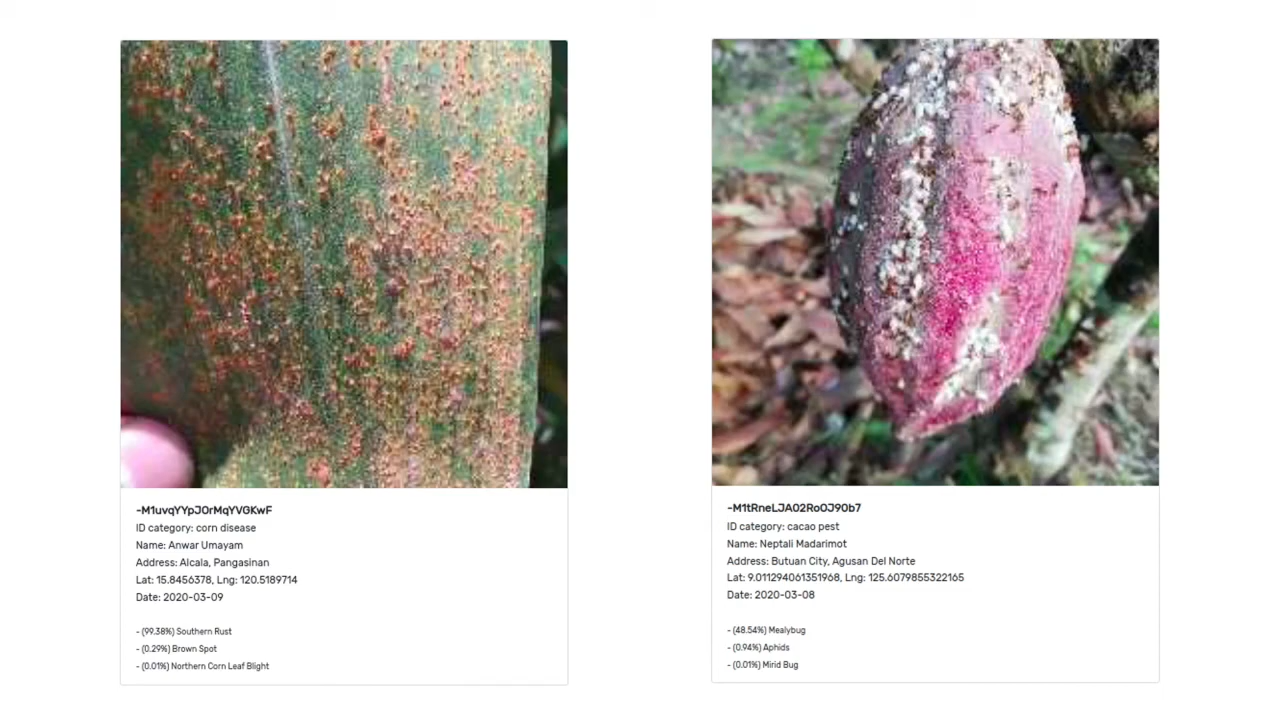 -M1uvqYYpJOrMqYVGKwF
ID category: corn disease
Name: Anwar Umayam
Address: Alcala, Pangasinan
Lat: 15.8456378, Lng: 120.5189714
Date: 2020-03-09
- (99.38%) Southern Rust
- (0.29%) Brown Spot
- (0.01%) Northern Corn Leaf Blight
-M1tRneLJA02RoOJ90b7
ID category: cacao pest
Name: Neptali Madarimot
Address: Butuan City, Agusan Del Norte
Lat: 9.011294061351968, Lng: 125.6079855322165
Date: 2020-03-08
- (48.54%) Mealybug
- (0.94%) Aphids
- (0.01%) Mirid Bug